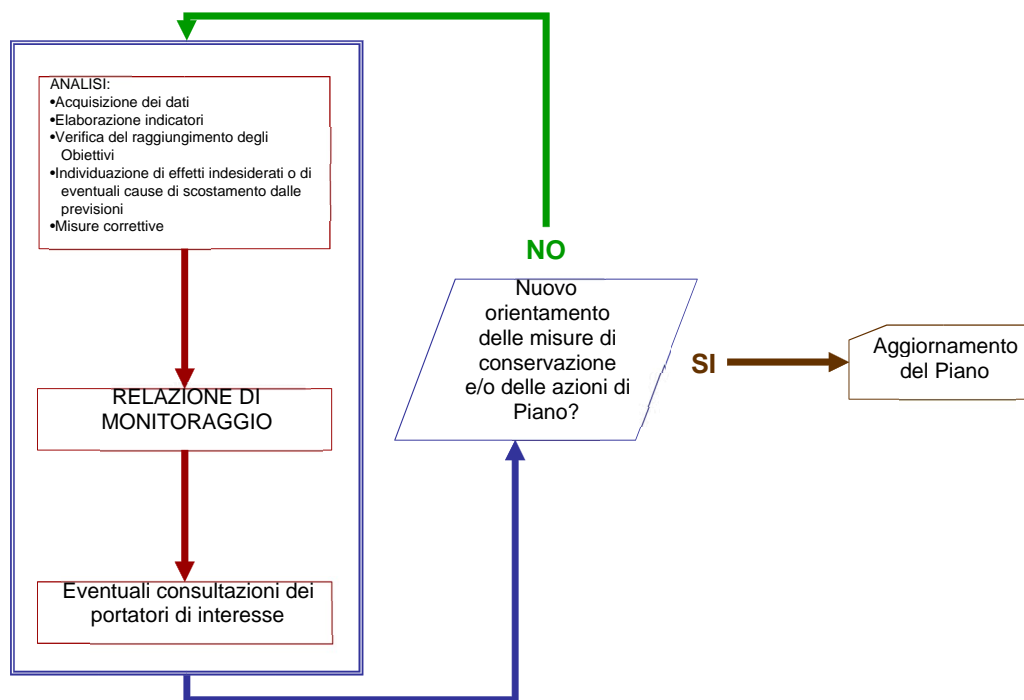 ANALISI:
•Acquisizione dei dati
•Elaborazione indicatori
•Verifica del raggiungimento degli
Obiettivi
•Individuazione di effetti indesiderati o di
eventuali cause di scostamento dalle
previsioni
•Misure correttive
RELAZIONE DI
MONITORAGGIO
Eventuali consultazioni dei
portatori di interesse
NO
Nuovo
orientamento
delle misure di
conservazione
e/o delle azioni di
Piano?
SI
Aggiornamento
del Piano